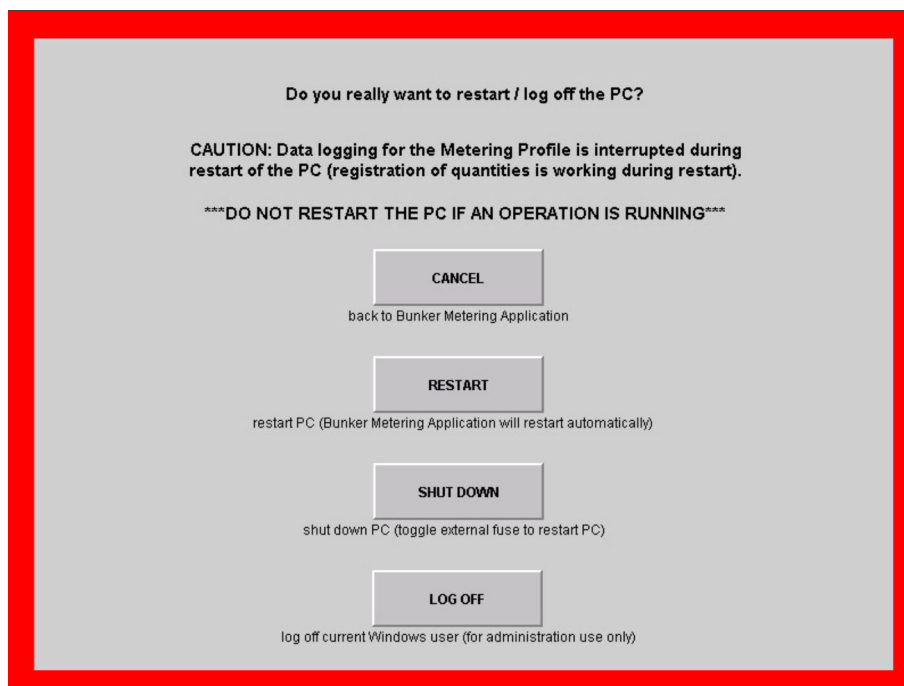 Do you really want to restart / log off the PC?
CAUTION: Data logging for the Metering Profile is interrupted during
restart of the PC (registration of quantities is working during restart).
***DO NOT RESTART THE PC IF AN OPERATION IS RUNNING***
CANCEL
back to Bunker Metering Application
RESTART
restart PC (Bunker Metering Application will restart automatically)
SHUT DOWN
shut down PC (toggle external fuse to restart PC)
LOG OFF
log off current Windows user (for administration use only)